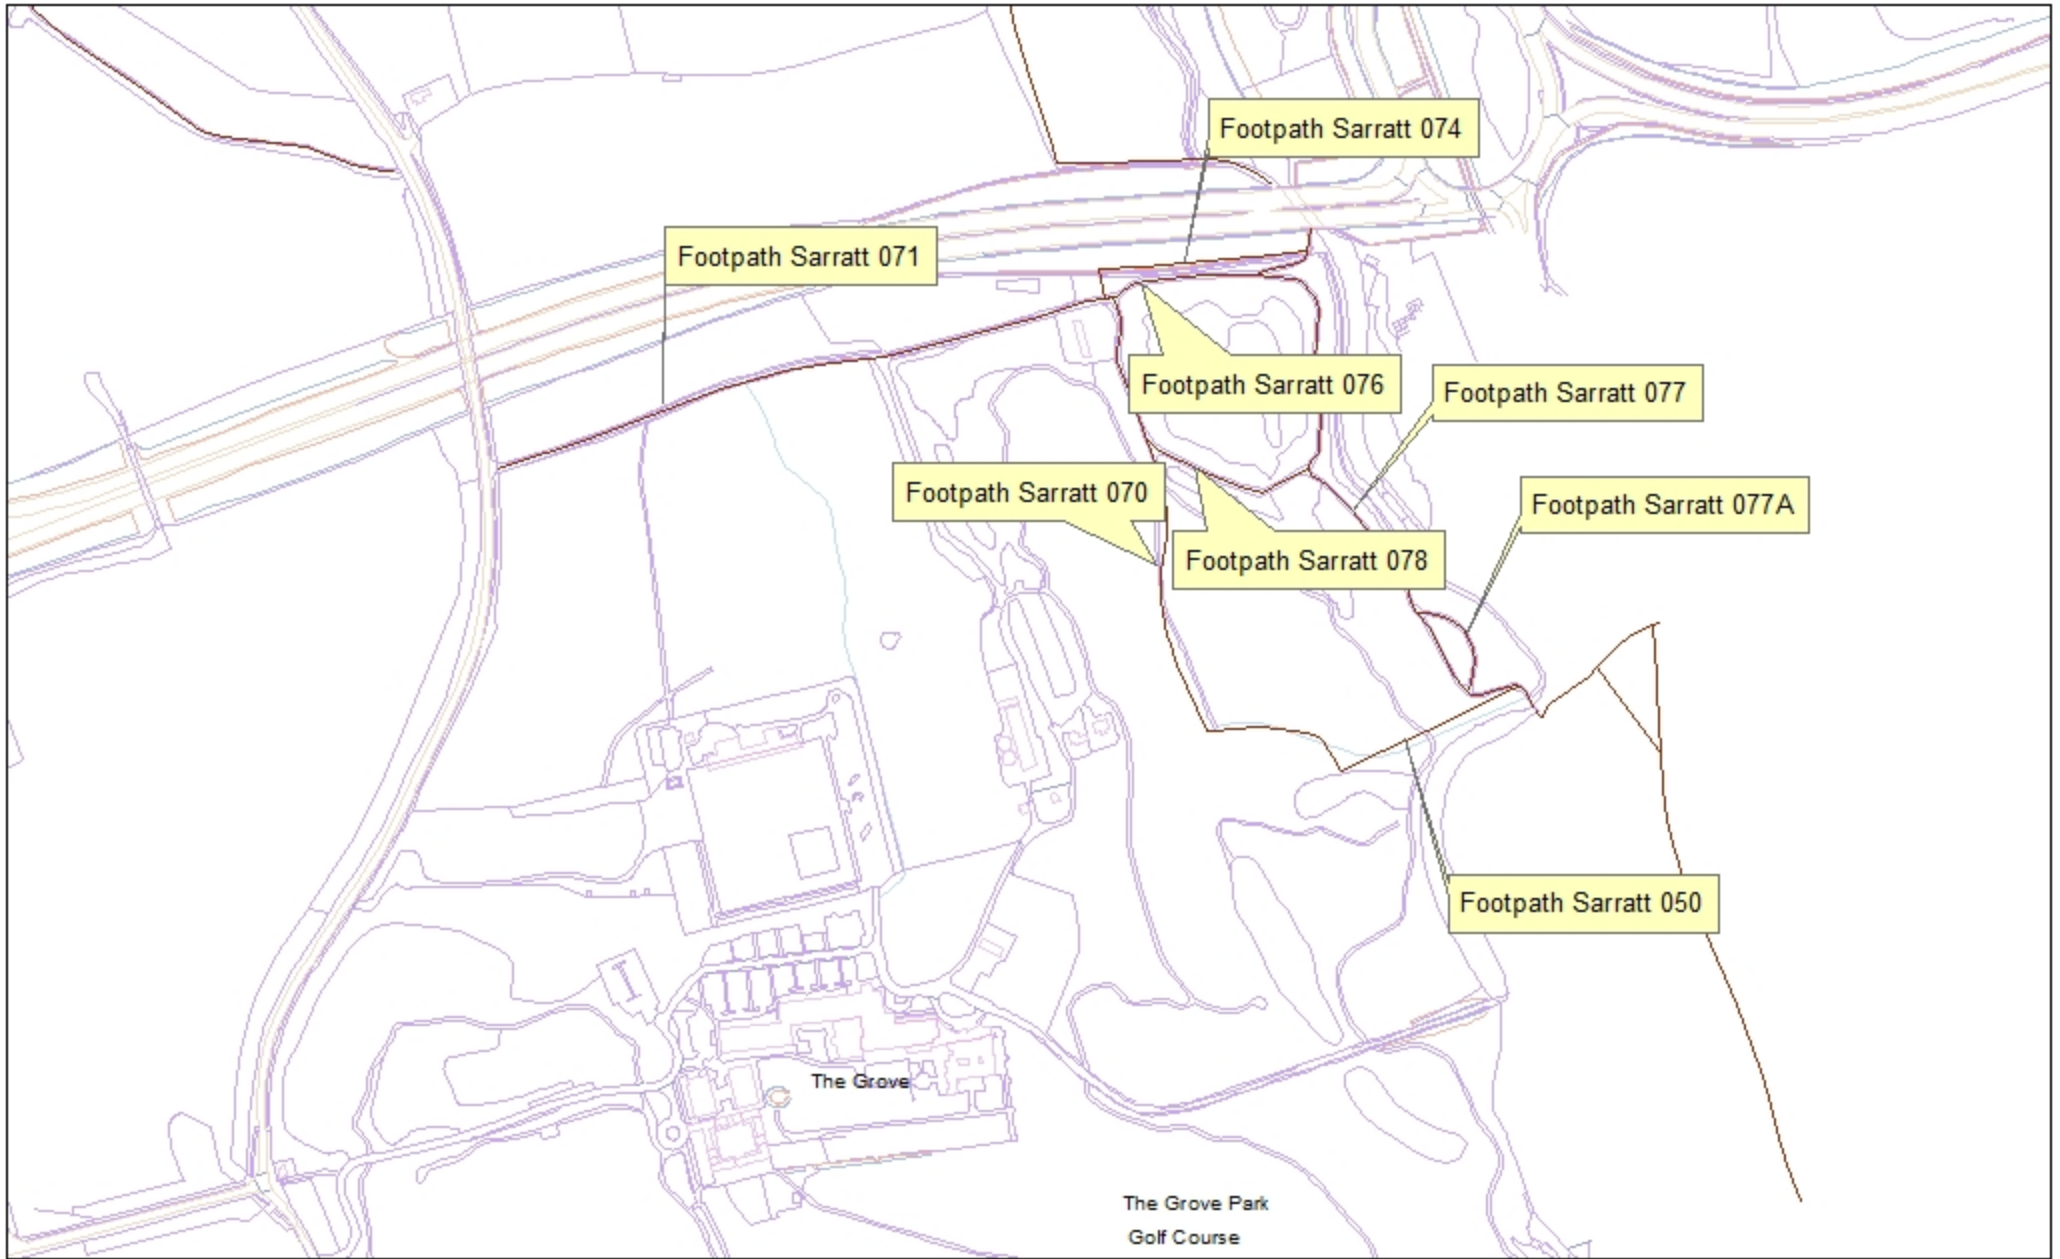 Footpath Sarratt 074
Footpath Sarratt 071
Footpath Sarratt 076
Footpath Sarratt 077
Footpath Sarratt 070
Footpath Sarratt 077A
Footpath Sarratt 078
Footpath Sarratt 050
The Grove
The Grove Park
Golf Course